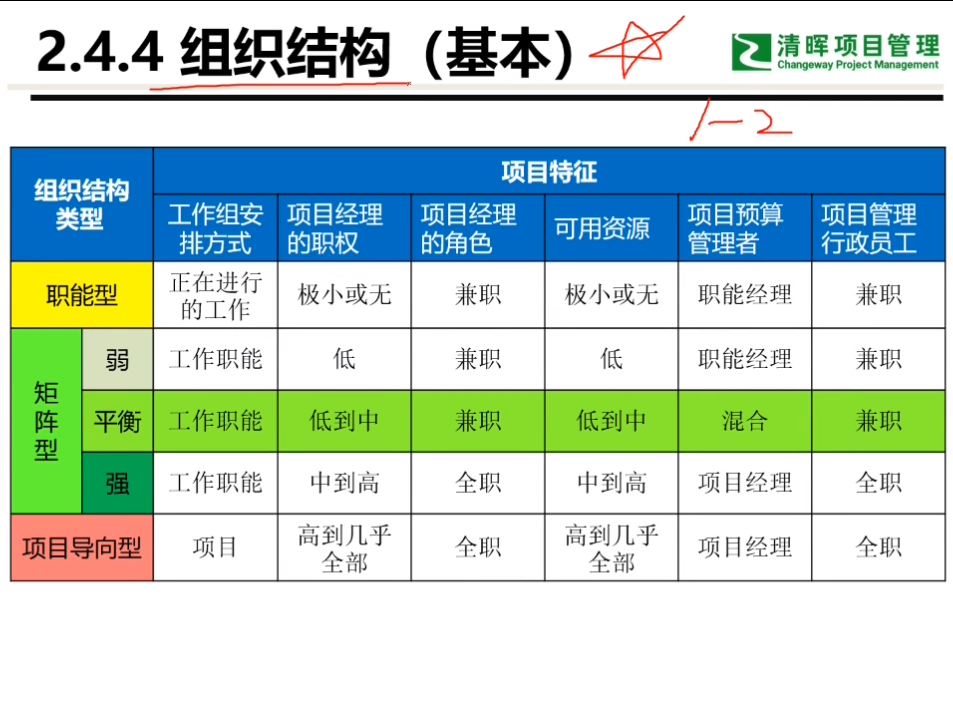 2.4.4 组织结构（基本）
清晖项目管理
Changeway Project Management
1-2
组织结构
类型
项目特征
工作组安
排方式
项目经理
的职权
项目经理
的角色
可用资源
项目预算
管理者
项目管理
行政员工
职能型
正在进行
的工作
极小或无
兼职
极小或无
职能经理
兼职
矩
阵
型
弱
工作职能
低
兼职
低
职能经理
兼职
平衡
工作职能
低到中
兼职
低到中
混合
兼职
强
工作职能
中到高
全职
中到高
项目经理
全职
项目导向型
项目
高到几乎
全部
全职
高到几乎
全部
项目经理
全职